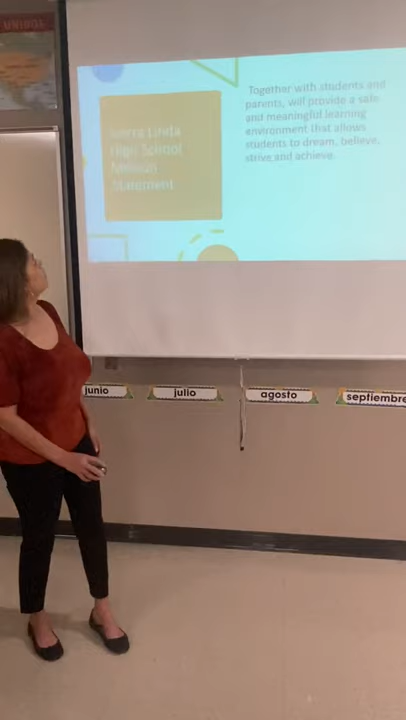 UNIDOS
Sierra Linda
High School
Mission
Statement
Together with students and
parents, will provide a safe
and meaningful learning
environment that allows
students to dream, believe,
strive and achieve.
junio
julio
agosto
septiembre